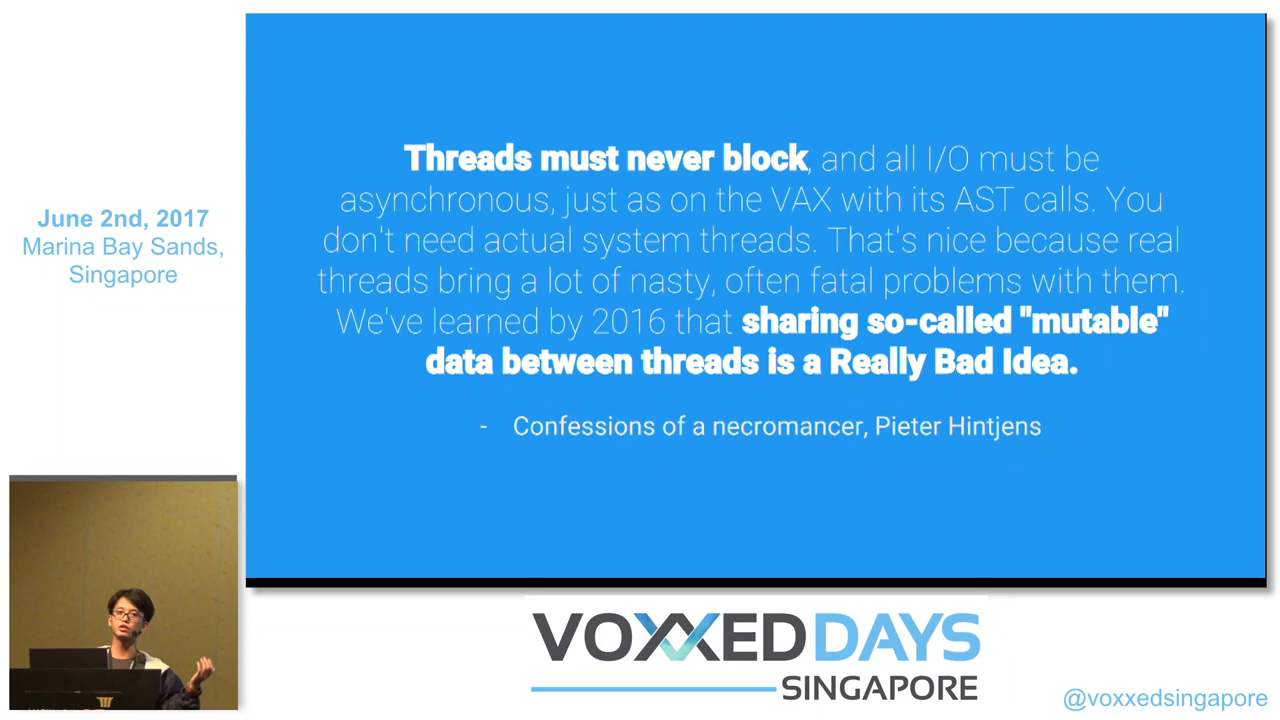 June 2nd, 2017
Marina Bay Sands,
Singapore
Threads must never block, and all I/O must be
asynchronous, just as on the VAX with its AST calls. You
don't need actual system threads. That's nice because real
threads bring a lot of nasty, often fatal problems with them.
We've learned by 2016 that sharing so-called "mutable"
data between threads is a Really Bad Idea.
- Confessions of a necromancer, Pieter Hintjens
VOXXED DAYS
SINGAPORE
@voxxedsingapore